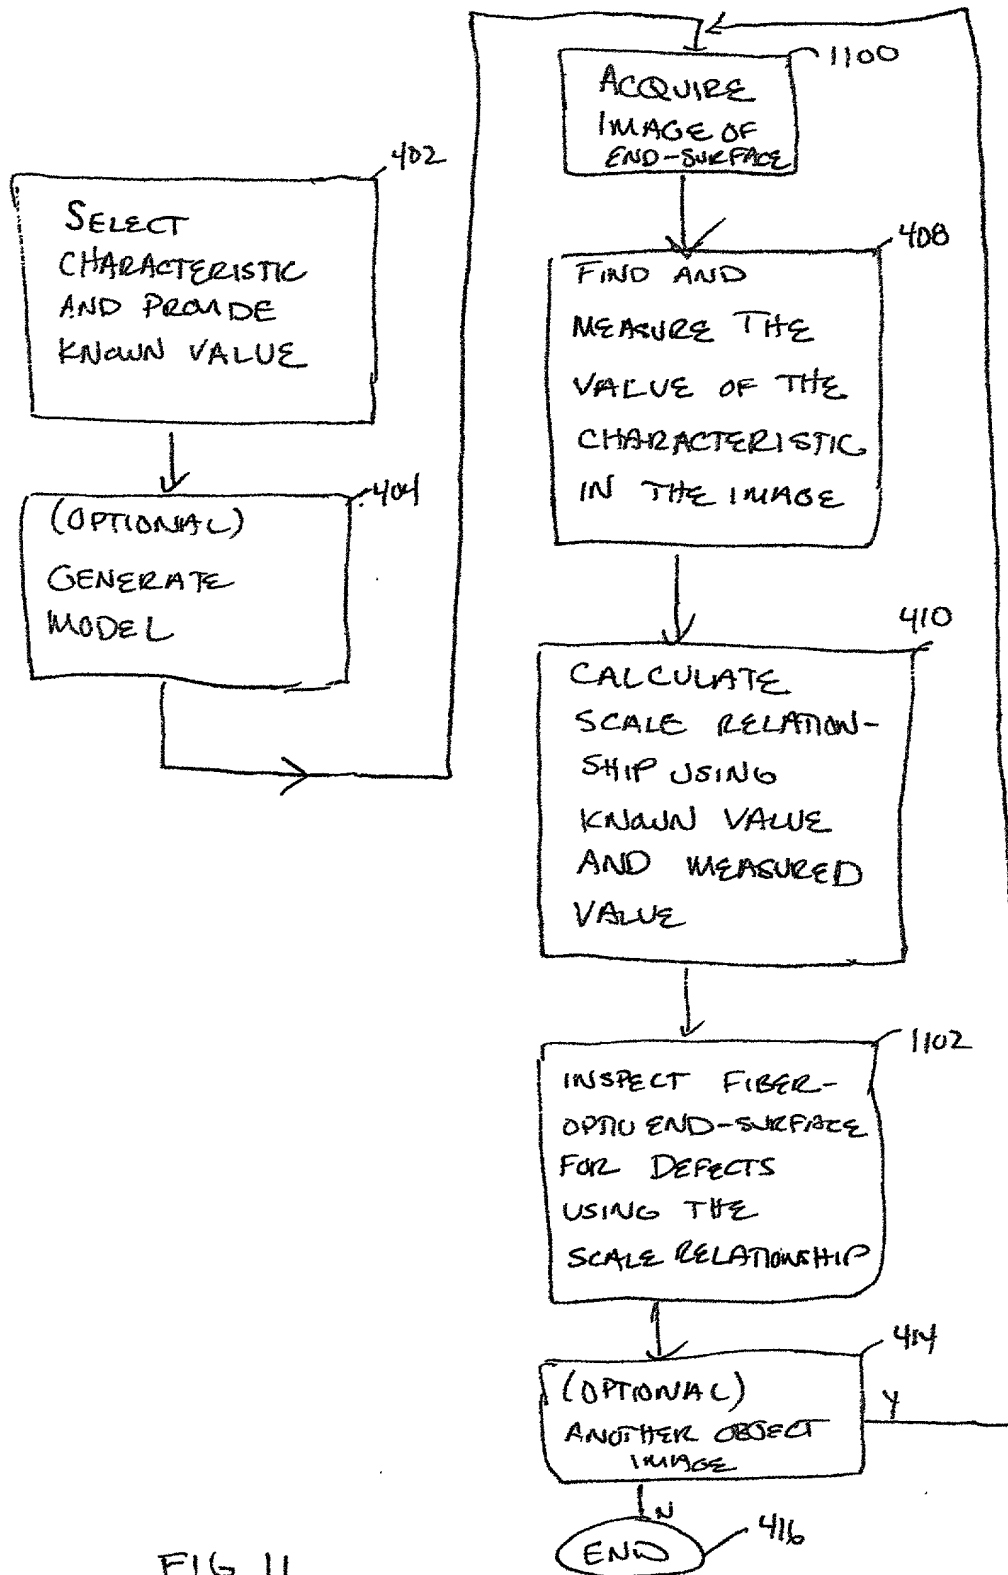 402
SELECT
CHARACTERISTIC
AND PROVIDE
KNOWN VALUE
404
(OPTIONAL)
GENERATE
MODEL
1100
ACQUIRE
IMAGE OF
END-SURFACE
408
FIND AND
MEASURE THE
VALUE OF THE
CHARACTERISTIC
IN THE IMAGE
410
CALCULATE
SCALE RELATION-
SHIP USING
KNOWN VALUE
AND MEASURED
VALUE
1102
INSPECT FIBER-
OPTIC END-SURFACE
FOR DEFECTS
USING THE
SCALE RELATIONSHIP
414
(OPTIONAL)
ANOTHER OBJECT
IMAGE
Y
N
END
416
FIG 11